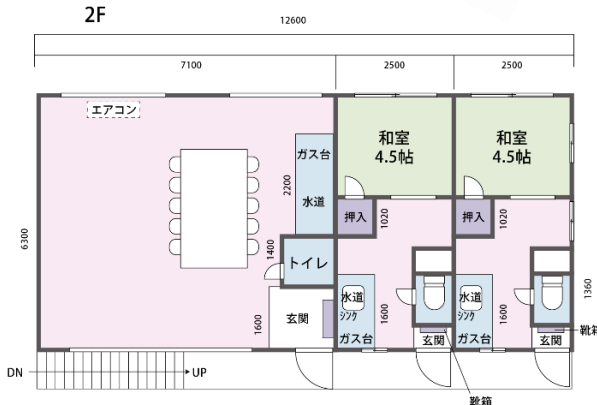 2F
12600
7100
2500
2500
エアコン
ガス台
水道
2200
和室
4.5帖
和室
4.5帖
押入
1020
押入
1020
6300
1400
トイレ
1360
1600
玄関
水道
シンク
ガス台
1600
玄関
水道
シンク
ガス台
1600
玄関
靴箱
DN
UP
靴箱